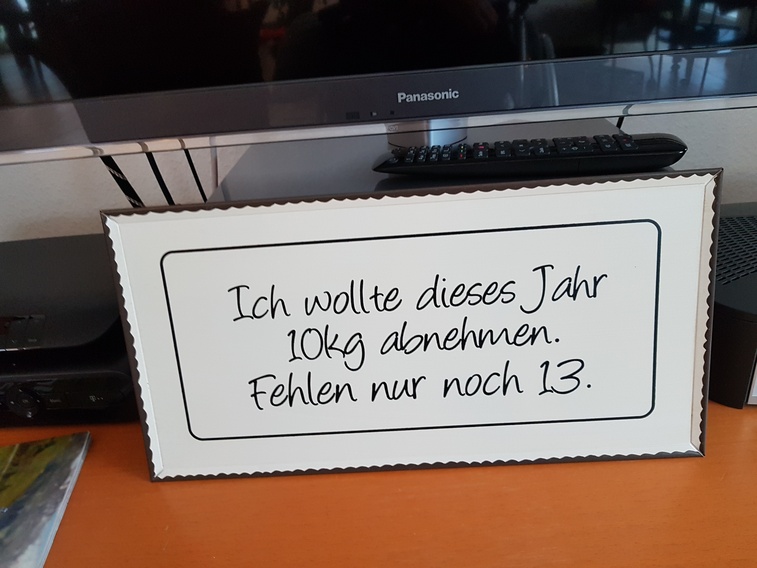 Panasonic
Ich wollte dieses Jahr
10kg abnehmen.
Fehlen nur noch 13.